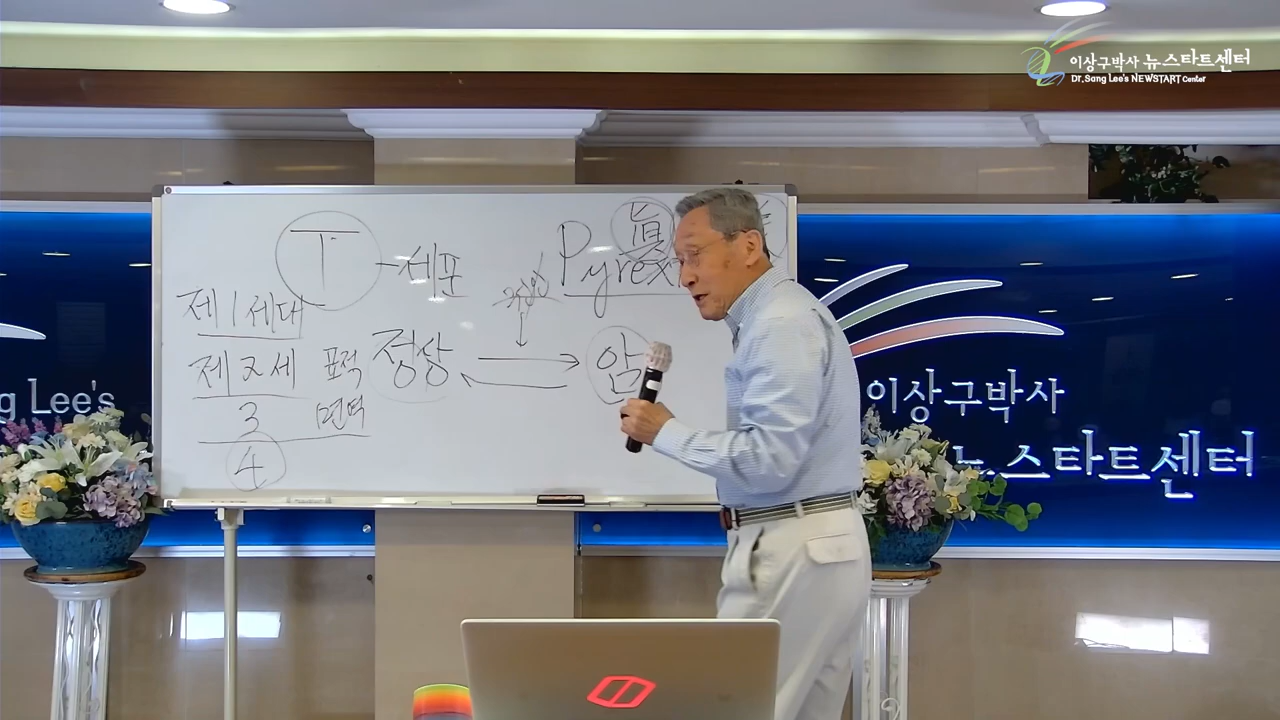 이상구박사 뉴스타트센터
Dr. Sang Lee's NEWSTART Center
T - 세포
Pyrex
眞
제1세대
제2세 표적
3 면역
4
정상
암
g Lee's
이상구박사
뉴스타트센터